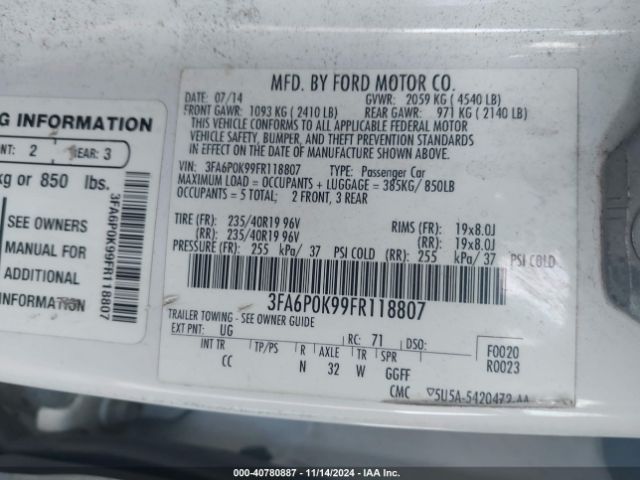 G INFORMATION
NT: 2 REAR: 3
kg or 850 lbs.
SEE OWNERS
MANUAL FOR
ADDITIONAL
INFORMATION
3FA6P0K99FR118807
MFD. BY FORD MOTOR CO.
DATE: 07/14 GVWR: 2059 KG ( 4540 LB)
FRONT GAWR: 1093 KG ( 2410 LB) REAR GAWR: 971 KG ( 2140 LB)
THIS VEHICLE CONFORMS TO ALL APPLICABLE FEDERAL MOTOR
VEHICLE SAFETY, BUMPER, AND THEFT PREVENTION STANDARDS
IN EFFECT ON THE DATE OF MANUFACTURE SHOWN ABOVE.
VIN: 3FA6P0K99FR118807 TYPE: Passenger Car
MAXIMUM LOAD = OCCUPANTS + LUGGAGE = 385KG/ 850LB
OCCUPANTS = 5 TOTAL; 2 FRONT, 3 REAR
TIRE (FR): 235/40R19 96V RIMS (FR): 19x8.0J
(RR): 235/40R19 96V (RR): 19x8.0J
PRESSURE (FR): 255 kPa/ 37 PSI COLD (RR): 255 kPa/ 37 PSI COLD
3FA6P0K99FR118807
TRAILER TOWING - SEE OWNER GUIDE
EXT PNT: UG RC: 71 DSO: F0020
INT TR TP/PS R AXLE TR SPR R0023
CC N 32 W GGFF
CMC ▽5U5A-5420472-AA
000-40780887 - 11/14/2024 - IAA Inc.